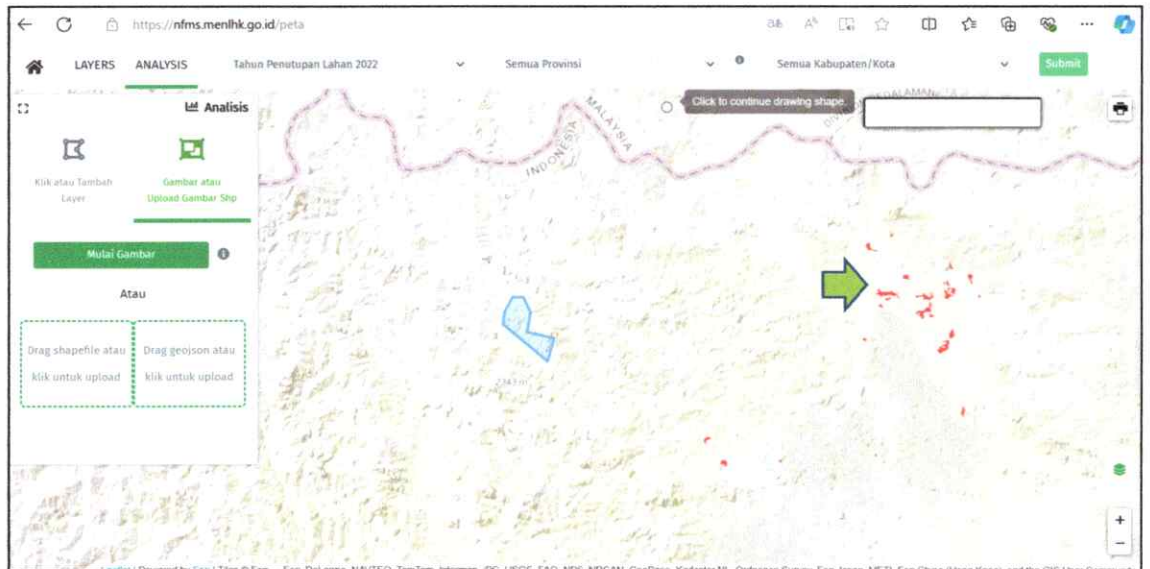 https://nfms.menlhk.go.id/peta
LAYERS ANALYSIS Tahun Penutupan Lahan 2022 Semua Provinsi Semua Kabupaten/Kota Submit
Analisis
Click to continue drawing shape.
MALAYSIA
INDONESIA
Klik atau Tambah
Layer
Gambar atau
Upload Gambar Shp
Mulai Gambar
Atau
Drag shapefile atau
klik untuk upload
Drag geojson atau
klik untuk upload
+
−